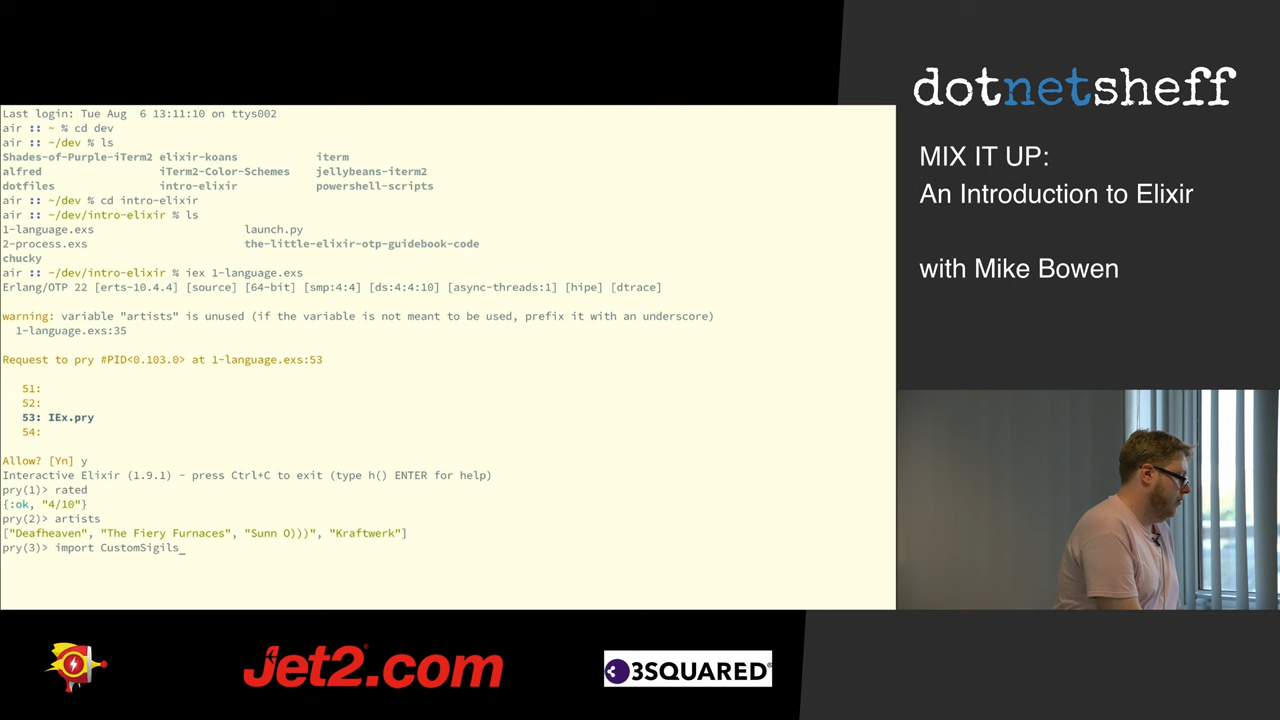 Last login: Tue Aug  6 13:11:10 on ttys002
air :: ~ % cd dev
air :: ~/dev % ls
Shades-of-Purple-iTerm2 elixir-koans iterm
alfred iTerm2-Color-Schemes jellybeans-iterm2
dotfiles intro-elixir powershell-scripts
air :: ~/dev % cd intro-elixir
air :: ~/dev/intro-elixir % ls
1-language.exs launch.py
2-process.exs the-little-elixir-otp-guidebook-code
chucky
air :: ~/dev/intro-elixir % iex 1-language.exs
Erlang/OTP 22 [erts-10.4.4] [source] [64-bit] [smp:4:4] [ds:4:4:10] [async-threads:1] [hipe] [dtrace]
warning: variable "artists" is unused (if the variable is not meant to be used, prefix it with an underscore)
1-language.exs:35
Request to pry #PID<0.103.0> at 1-language.exs:53
51:
52:
53: IEx.pry
54:
Allow? [Yn] y
Interactive Elixir (1.9.1) - press Ctrl+C to exit (type h() ENTER for help)
pry(1)> rated
{:ok, "4/10"}
pry(2)> artists
["Deafheaven", "The Fiery Furnaces", "Sunn O)))", "Kraftwerk"]
pry(3)> import CustomSigils_
dotnetsheff
MIX IT UP:
An Introduction to Elixir
with Mike Bowen
Jet2.com
3SQUARED